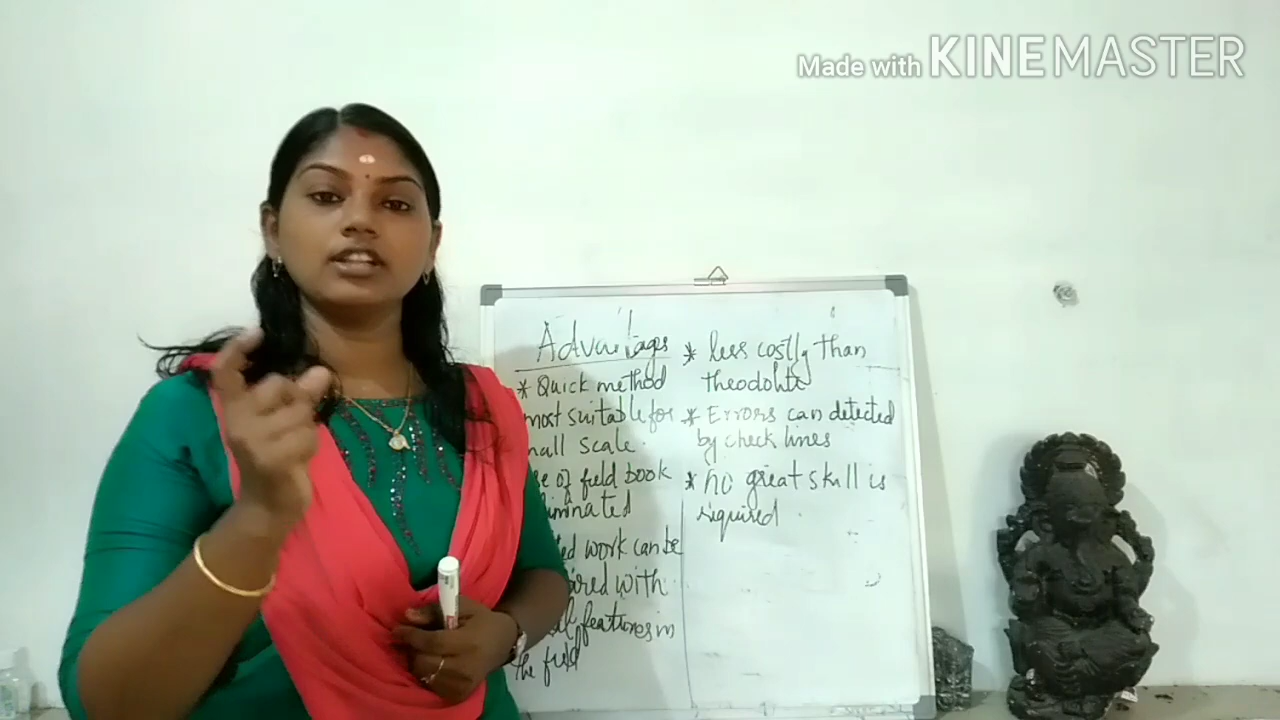 Made with KINEMASTER
Advantages
* Quick method
most suitable for
small scale.
of field book
eliminated
work can be
with
features in
the field
* less costly than
theodolite
* Errors can detected
by check lines
* no great skill is
required